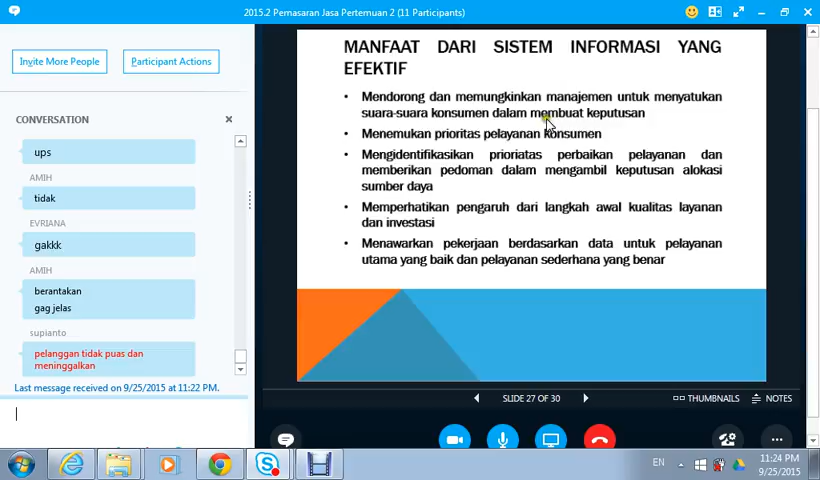 2015.2 Pemasaran Jasa Pertemuan 2 (11 Participants)
Invite More People
Participant Actions
CONVERSATION
ups
AMIH
tidak
EVRIANA
gakkk
AMIH
berantakan
gag jelas
supianto
pelanggan tidak puas dan
meninggalkan
Last message received on 9/25/2015 at 11:22 PM.
MANFAAT DARI SISTEM INFORMASI YANG
EFEKTIF
• Mendorong dan memungkinkan manajemen untuk menyatukan
suara-suara konsumen dalam membuat keputusan
• Menemukan prioritas pelayanan konsumen
• Mengidentifikasikan prioriatas perbaikan pelayanan dan
memberikan pedoman dalam mengambil keputusan alokasi
sumber daya
• Memperhatikan pengaruh dari langkah awal kualitas layanan
dan investasi
• Menawarkan pekerjaan berdasarkan data untuk pelayanan
utama yang baik dan pelayanan sederhana yang benar
SLIDE 27 OF 30
THUMBNAILS
NOTES
EN
11:24 PM
9/25/2015